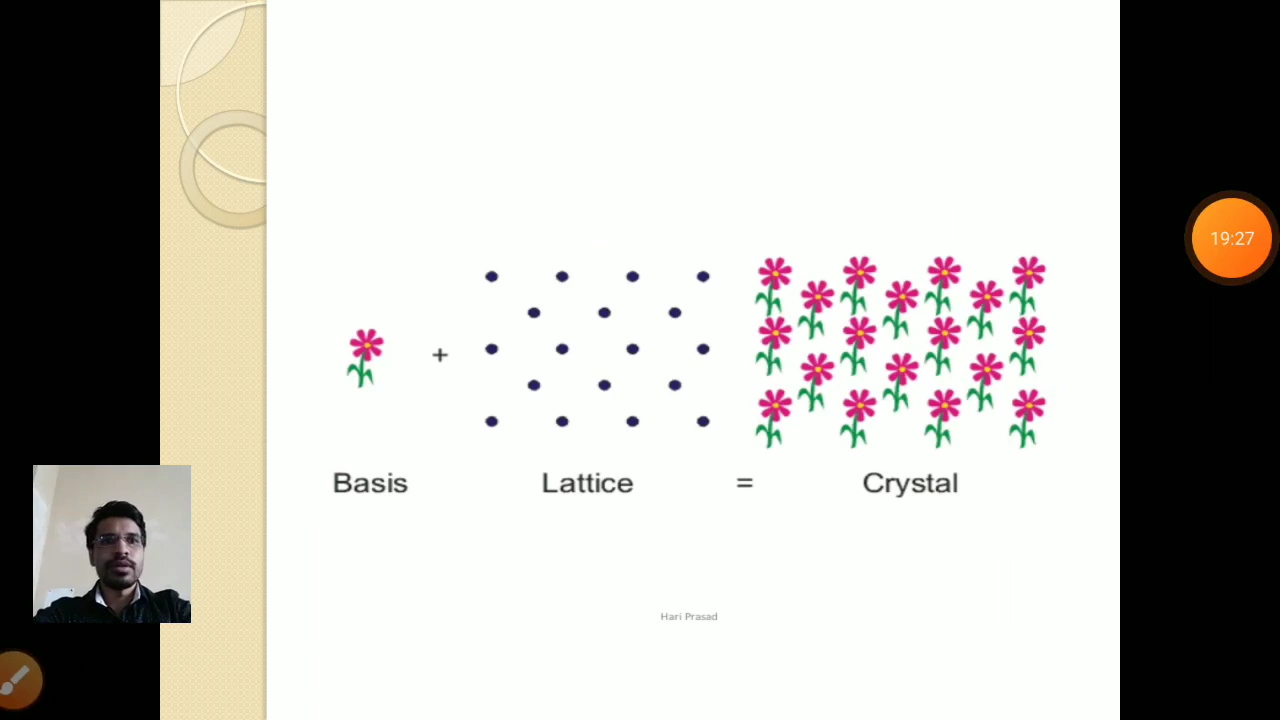 19:27
+
Basis Lattice = Crystal
Hari Prasad